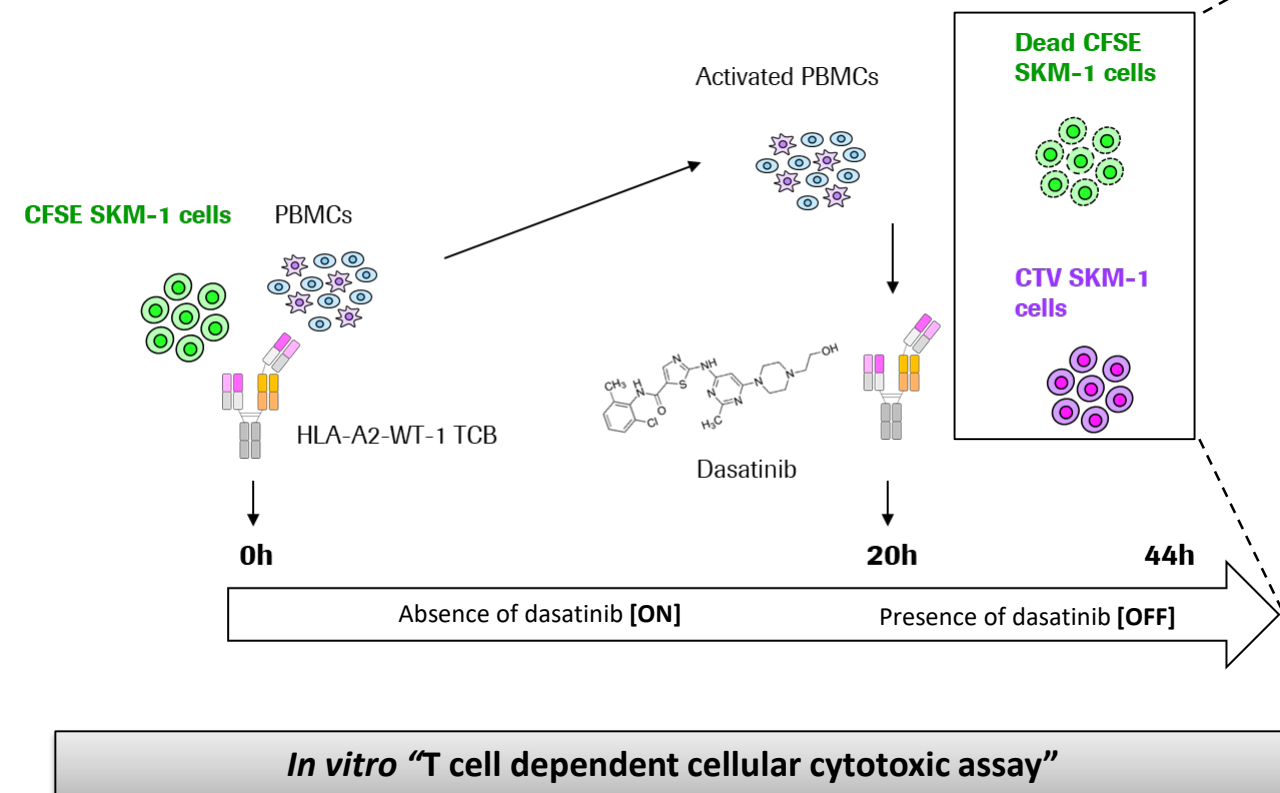 Dead CFSE
SKM-1 cells
Activated PBMCs
CFSE SKM-1 cells
PBMCs
CTV SKM-1
cells
HLA-A2-WT-1 TCB
CH₃
H
N
O
Cl
N
S
NH
N
N
CH₃
N
N
OH
Dasatinib
0h
20h
44h
Absence of dasatinib [ON]
Presence of dasatinib [OFF]
In vitro “T cell dependent cellular cytotoxic assay”